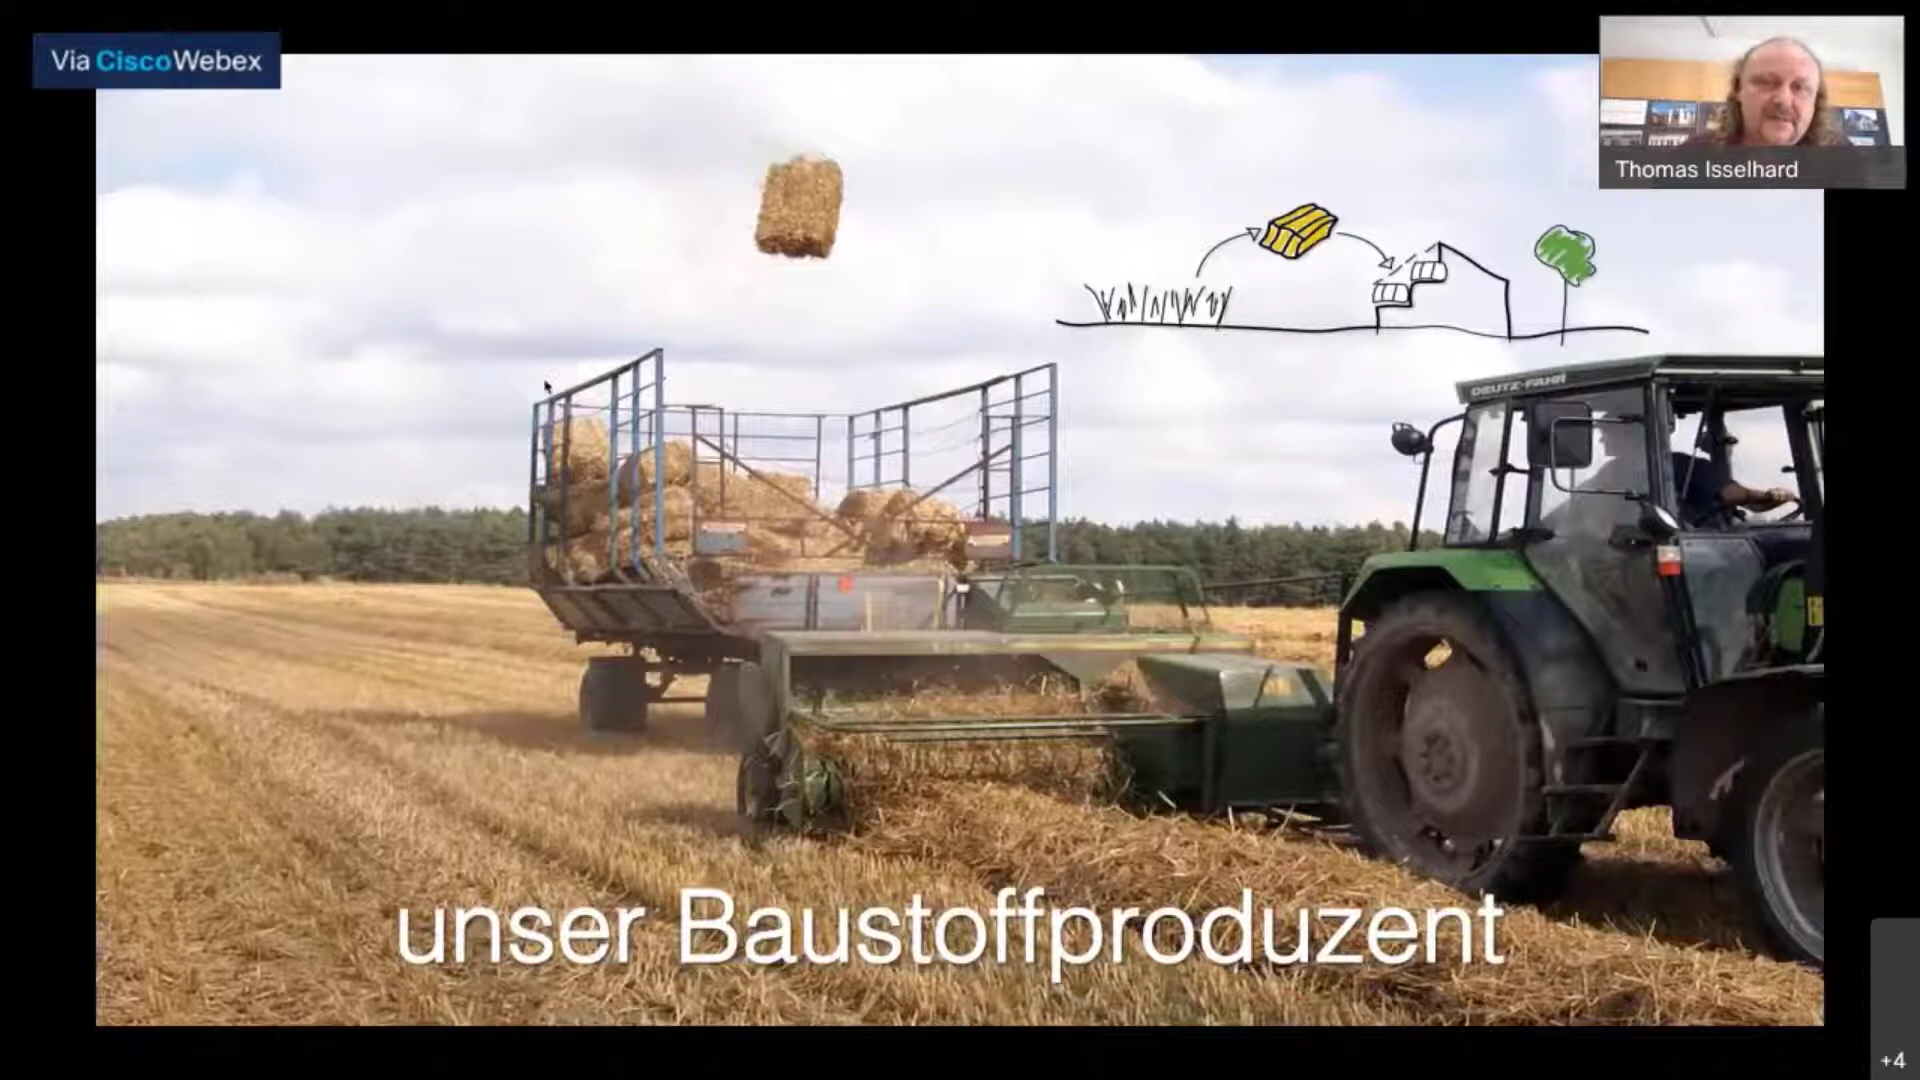 Via CiscoWebex
Thomas Isselhard
DEUTZ-FAHR
unser Baustoffproduzent
+4